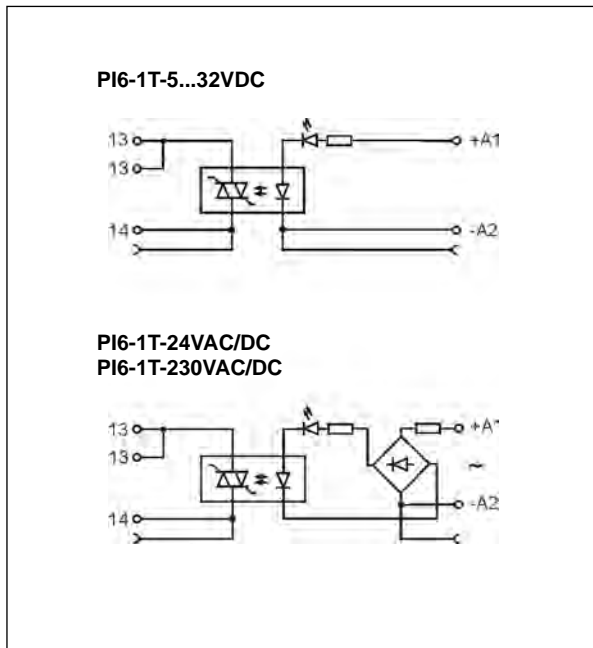 PI6-1T-5...32VDC
13 +A1
13
14 -A2
PI6-1T-24VAC/DC
PI6-1T-230VAC/DC
13 +A1
13 ~
14 -A2